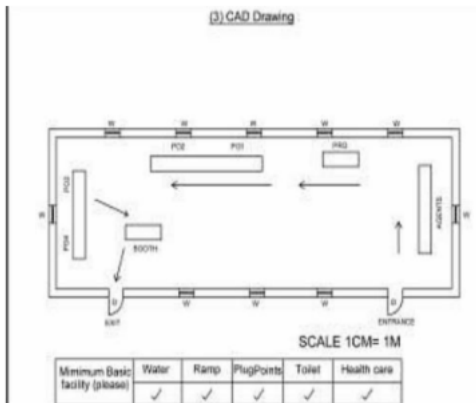 (3) CAD Drawing
W W W W W
PO2 PO1 PRO
PO3
PO4
BOOTH
AGENTS
W
W
D W W W D
EXIT ENTRANCE
SCALE 1CM= 1M
Minimum Basic facility (please) Water Ramp PlugPoints Toilet Health care
✓ ✓ ✓ ✓ ✓